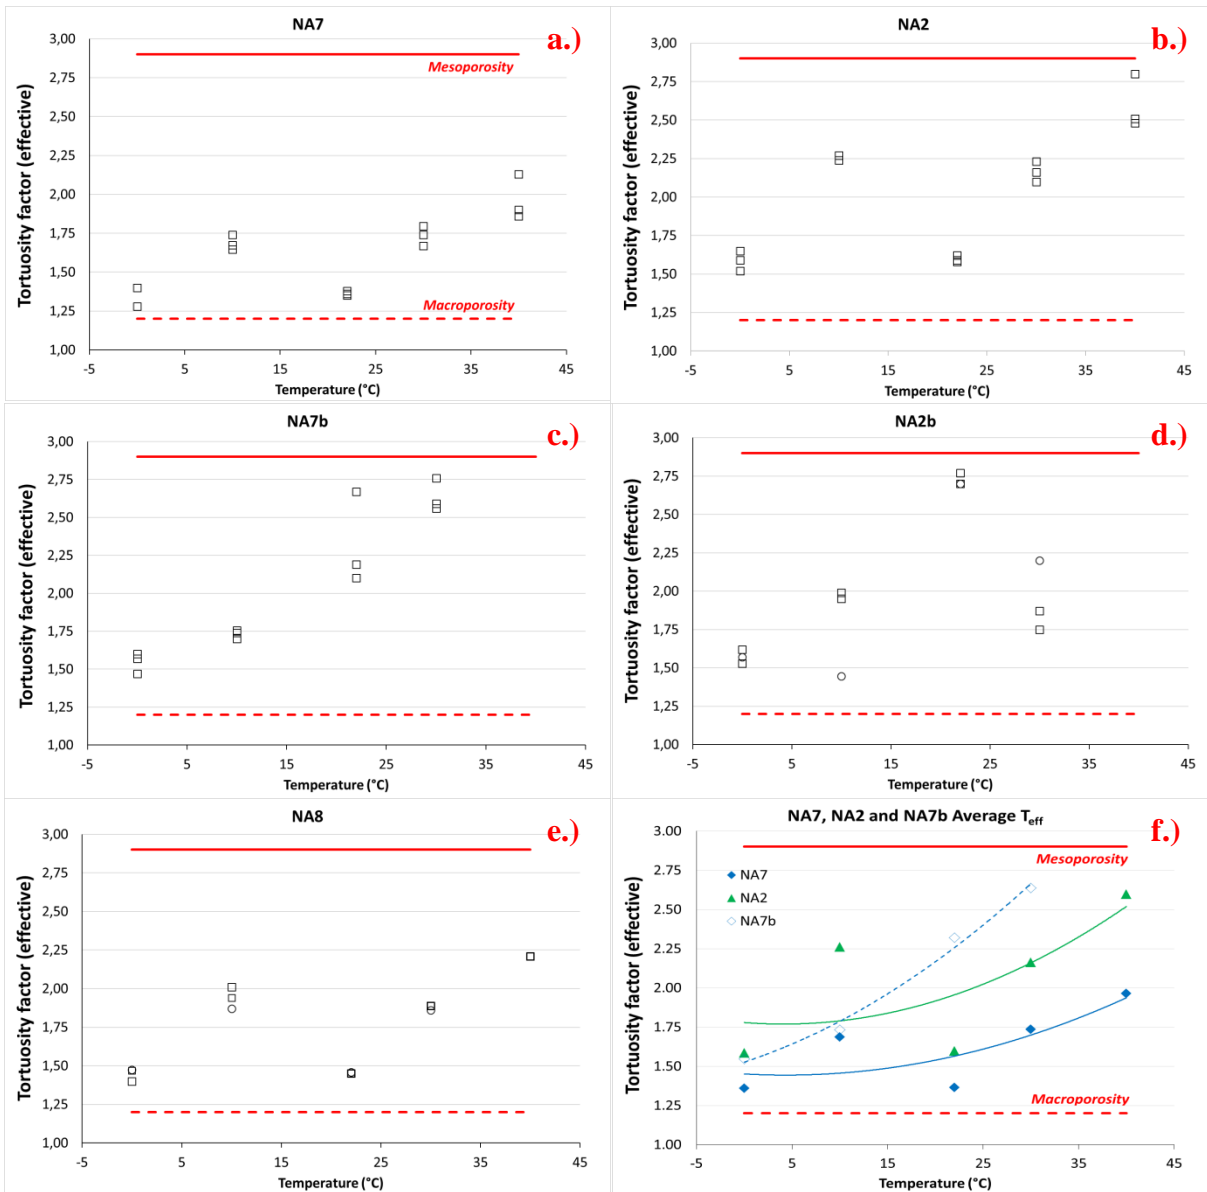 NA7
a.)
3,00
2,75
2,50
2,25
2,00
1,75
1,50
1,25
1,00
Tortuosity factor (effective)
Mesoporosity
Macroporosity
-5 5 15 25 35 45
Temperature (°C)
NA2
b.)
3,00
2,75
2,50
2,25
2,00
1,75
1,50
1,25
1,00
Tortuosity factor (effective)
-5 5 15 25 35 45
Temperature (°C)
NA7b
c.)
3,00
2,75
2,50
2,25
2,00
1,75
1,50
1,25
1,00
Tortuosity factor (effective)
-5 5 15 25 35 45
Temperature (°C)
NA2b
d.)
3,00
2,75
2,50
2,25
2,00
1,75
1,50
1,25
1,00
Tortuosity factor (effective)
-5 5 15 25 35 45
Temperature (°C)
NA8
e.)
3,00
2,75
2,50
2,25
2,00
1,75
1,50
1,25
1,00
Tortuosity factor (effective)
-5 5 15 25 35 45
Temperature (°C)
NA7, NA2 and NA7b Average Teff
f.)
3.00
2.75
2.50
2.25
2.00
1.75
1.50
1.25
1.00
Tortuosity factor (effective)
Mesoporosity
NA7
NA2
NA7b
Macroporosity
-5 5 15 25 35 45
Temperature (°C)